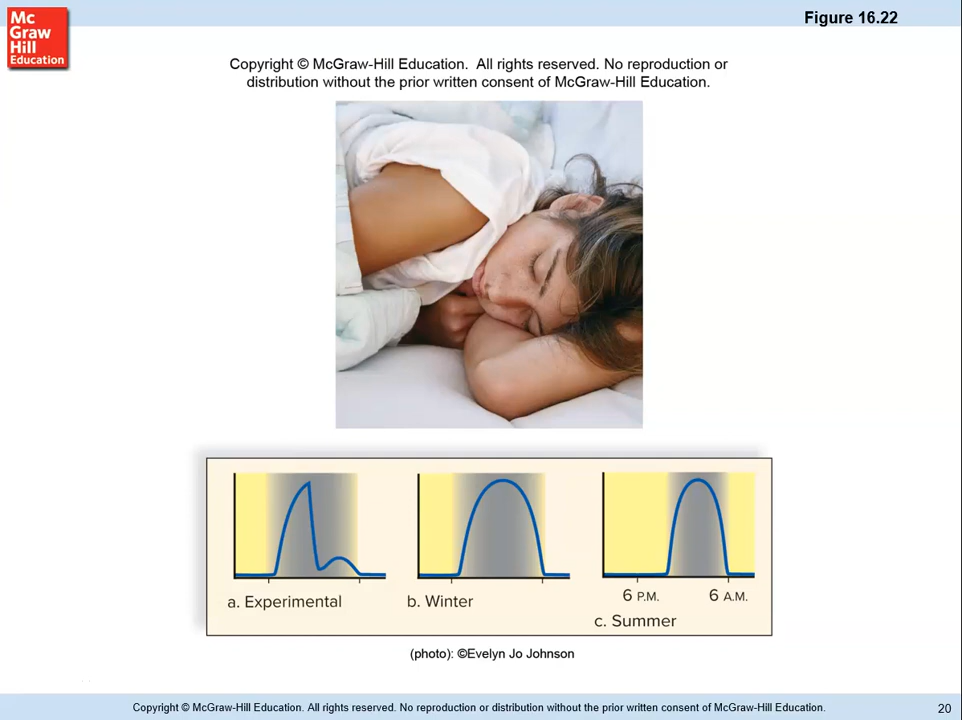 Mc
Graw
Hill
Education
Figure 16.22
Copyright © McGraw-Hill Education. All rights reserved. No reproduction or
distribution without the prior written consent of McGraw-Hill Education.
a. Experimental
b. Winter
6 P.M.
6 A.M.
c. Summer
(photo): ©Evelyn Jo Johnson
Copyright © McGraw-Hill Education. All rights reserved. No reproduction or distribution without the prior written consent of McGraw-Hill Education.
20